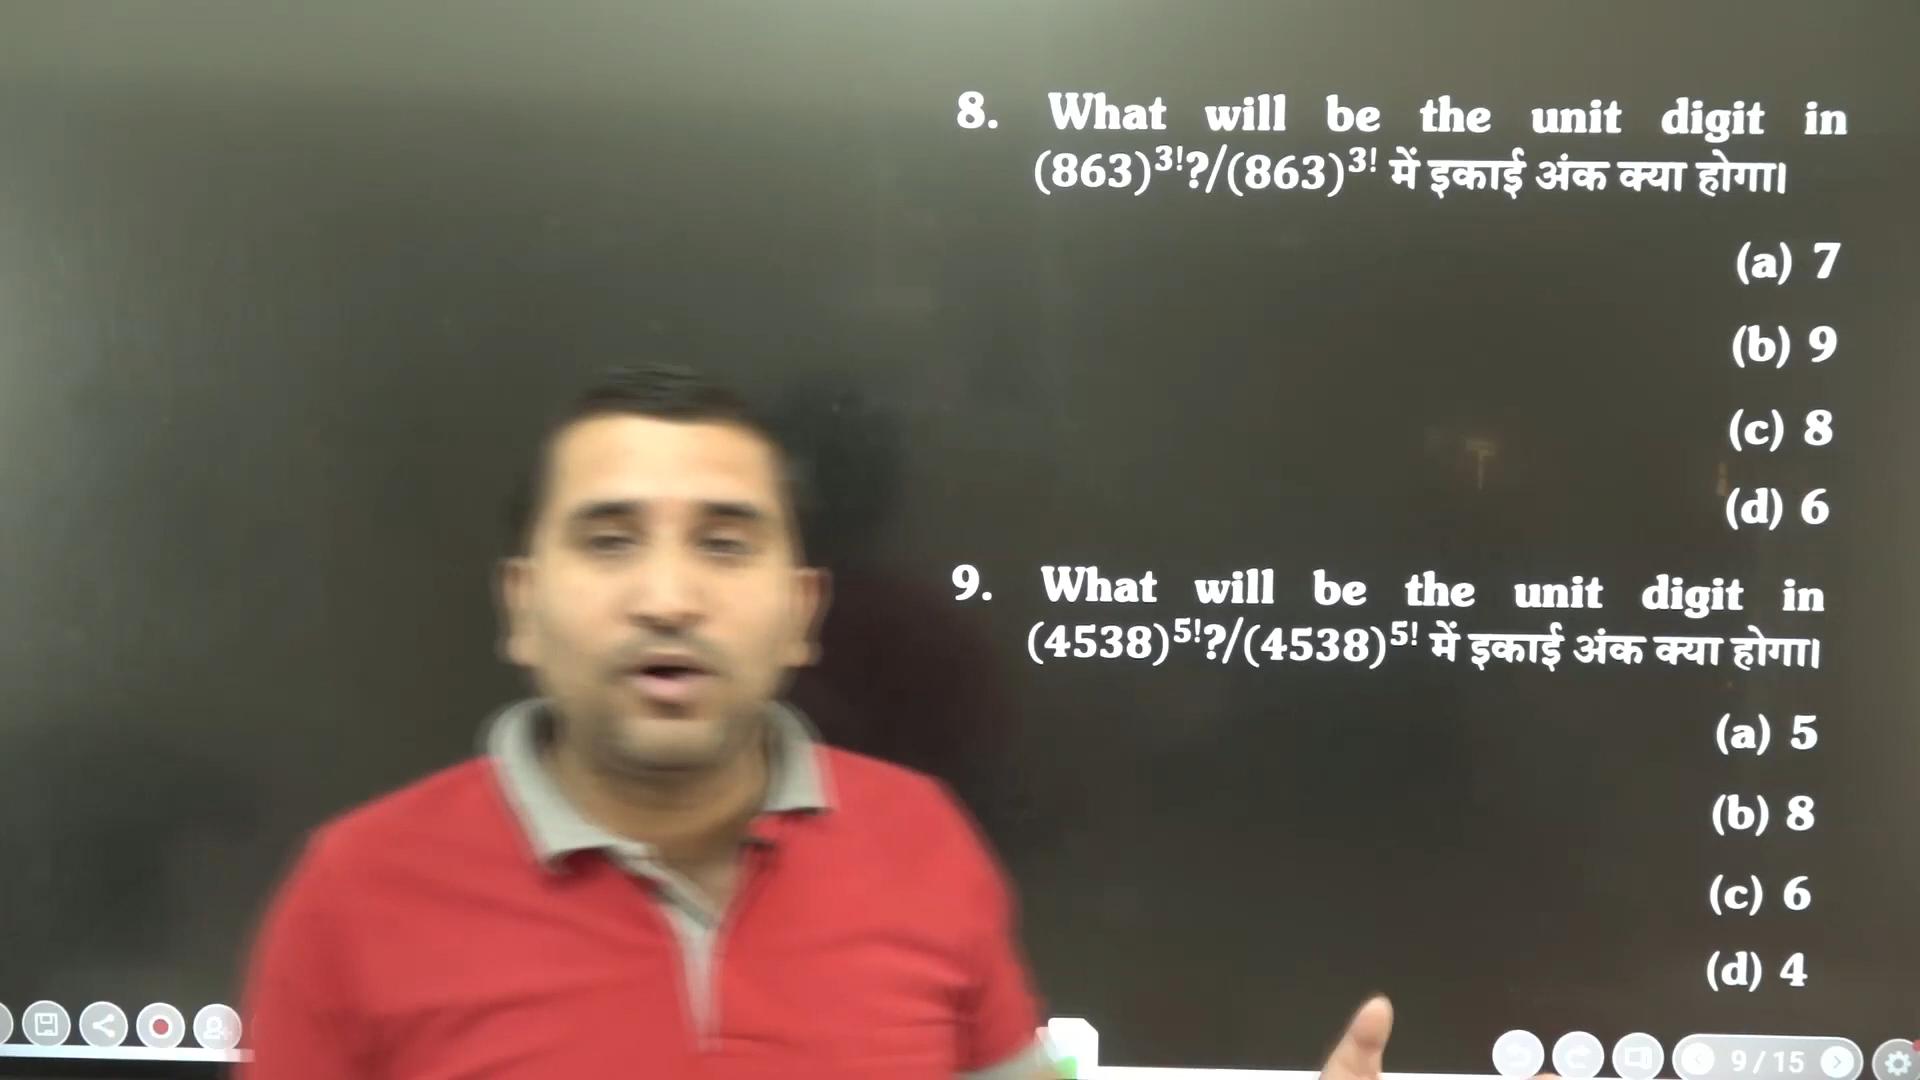 8. What will be the unit digit in
(863)^3!?/(863)^3! में इकाई अंक क्या होगा।
(a) 7
(b) 9
(c) 8
(d) 6
9. What will be the unit digit in
(4538)^5!?/(4538)^5! में इकाई अंक क्या होगा।
(a) 5
(b) 8
(c) 6
(d) 4
9/15